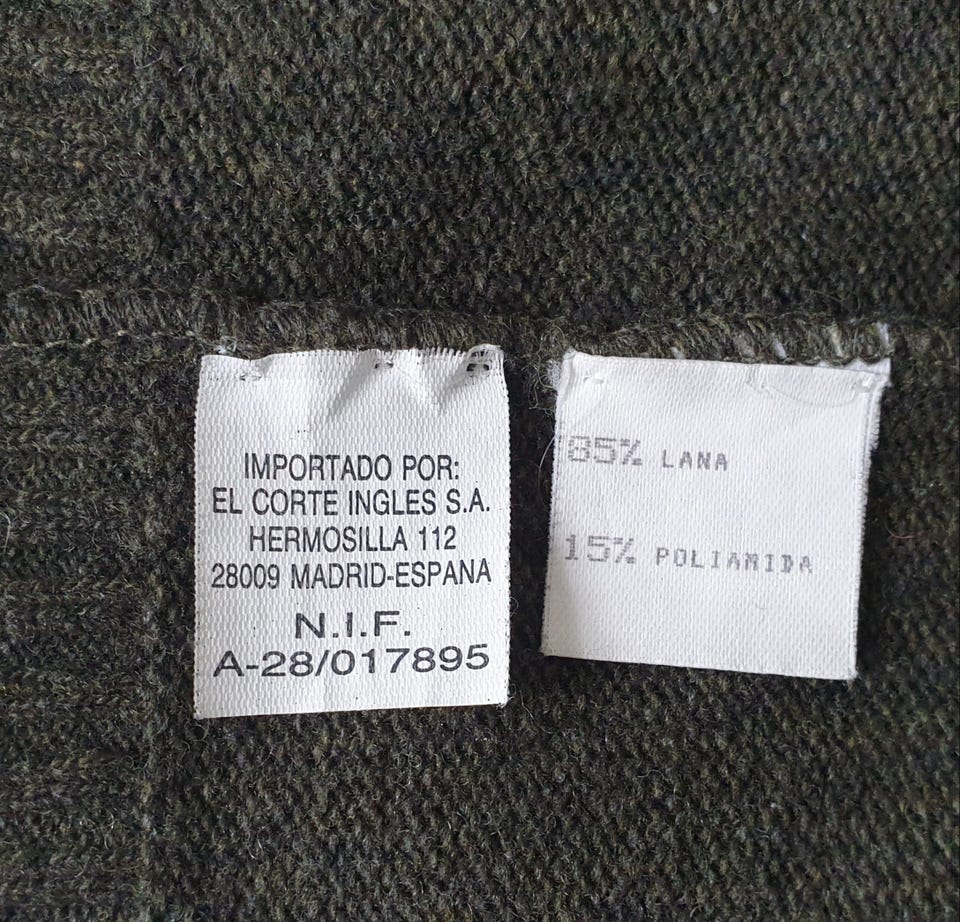 IMPORTADO POR:
EL CORTE INGLES S.A.
HERMOSILLA 112
28009 MADRID-ESPANA
N.I.F.
A-28/017895
85% LANA
15% POLIAMIDA